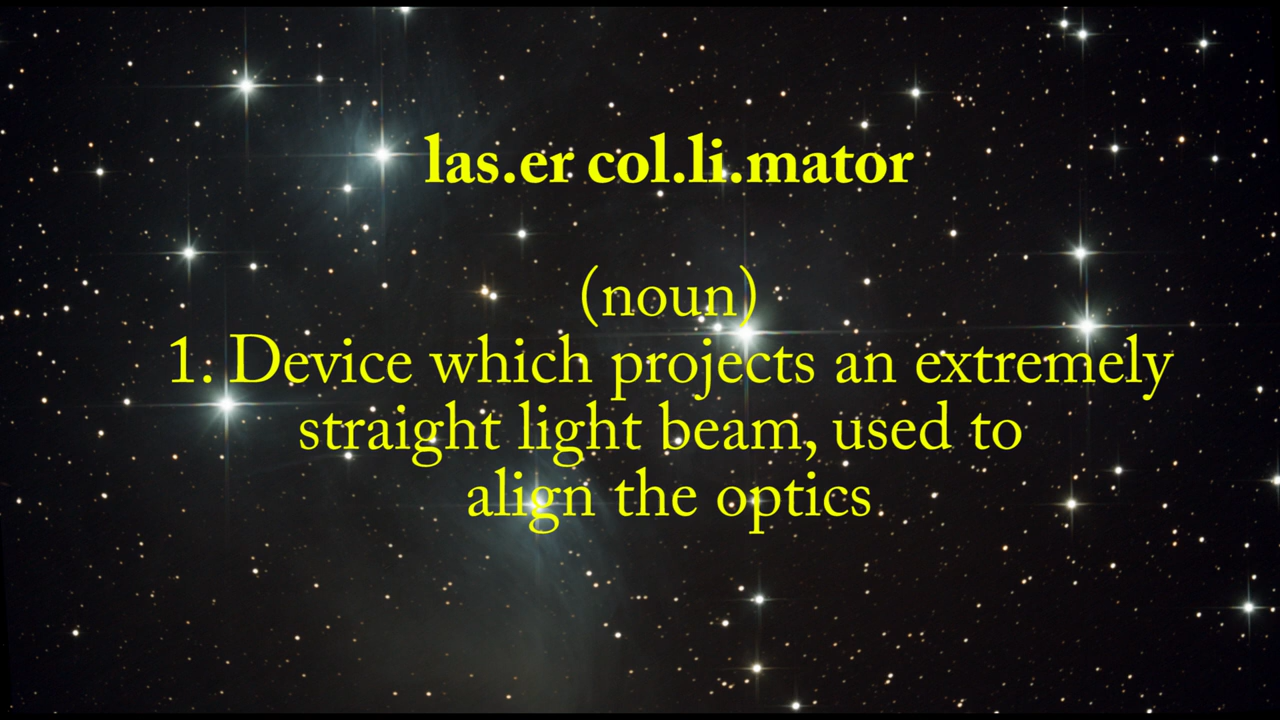 las.er col.li.mator
(noun)
1. Device which projects an extremely
straight light beam, used to
align the optics